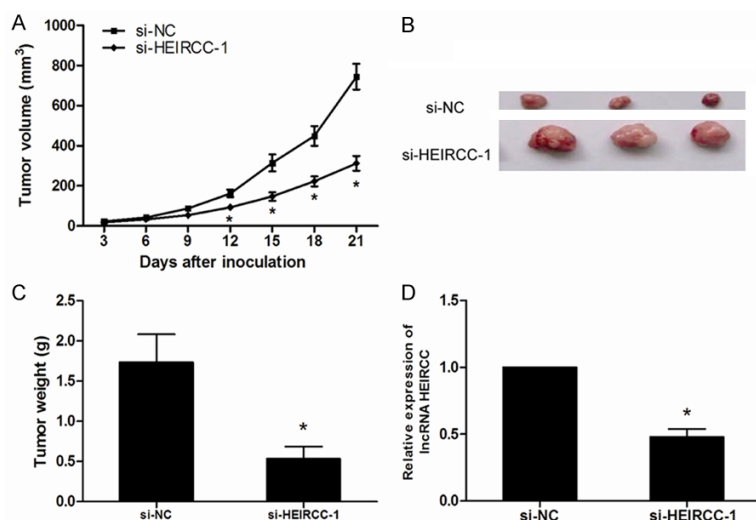 A
si-NC
si-HEIRCC-1
Tumor volume (mm³)
1000
800
600
400
200
0
* * * *
3 6 9 12 15 18 21
Days after inoculation
B
si-NC
si-HEIRCC-1
C
Tumor weight (g)
2.5
2.0
1.5
1.0
0.5
0.0
*
si-NC si-HEIRCC-1
D
Relative expression of
lncRNA HEIRCC
1.5
1.0
0.5
0.0
*
si-NC si-HEIRCC-1